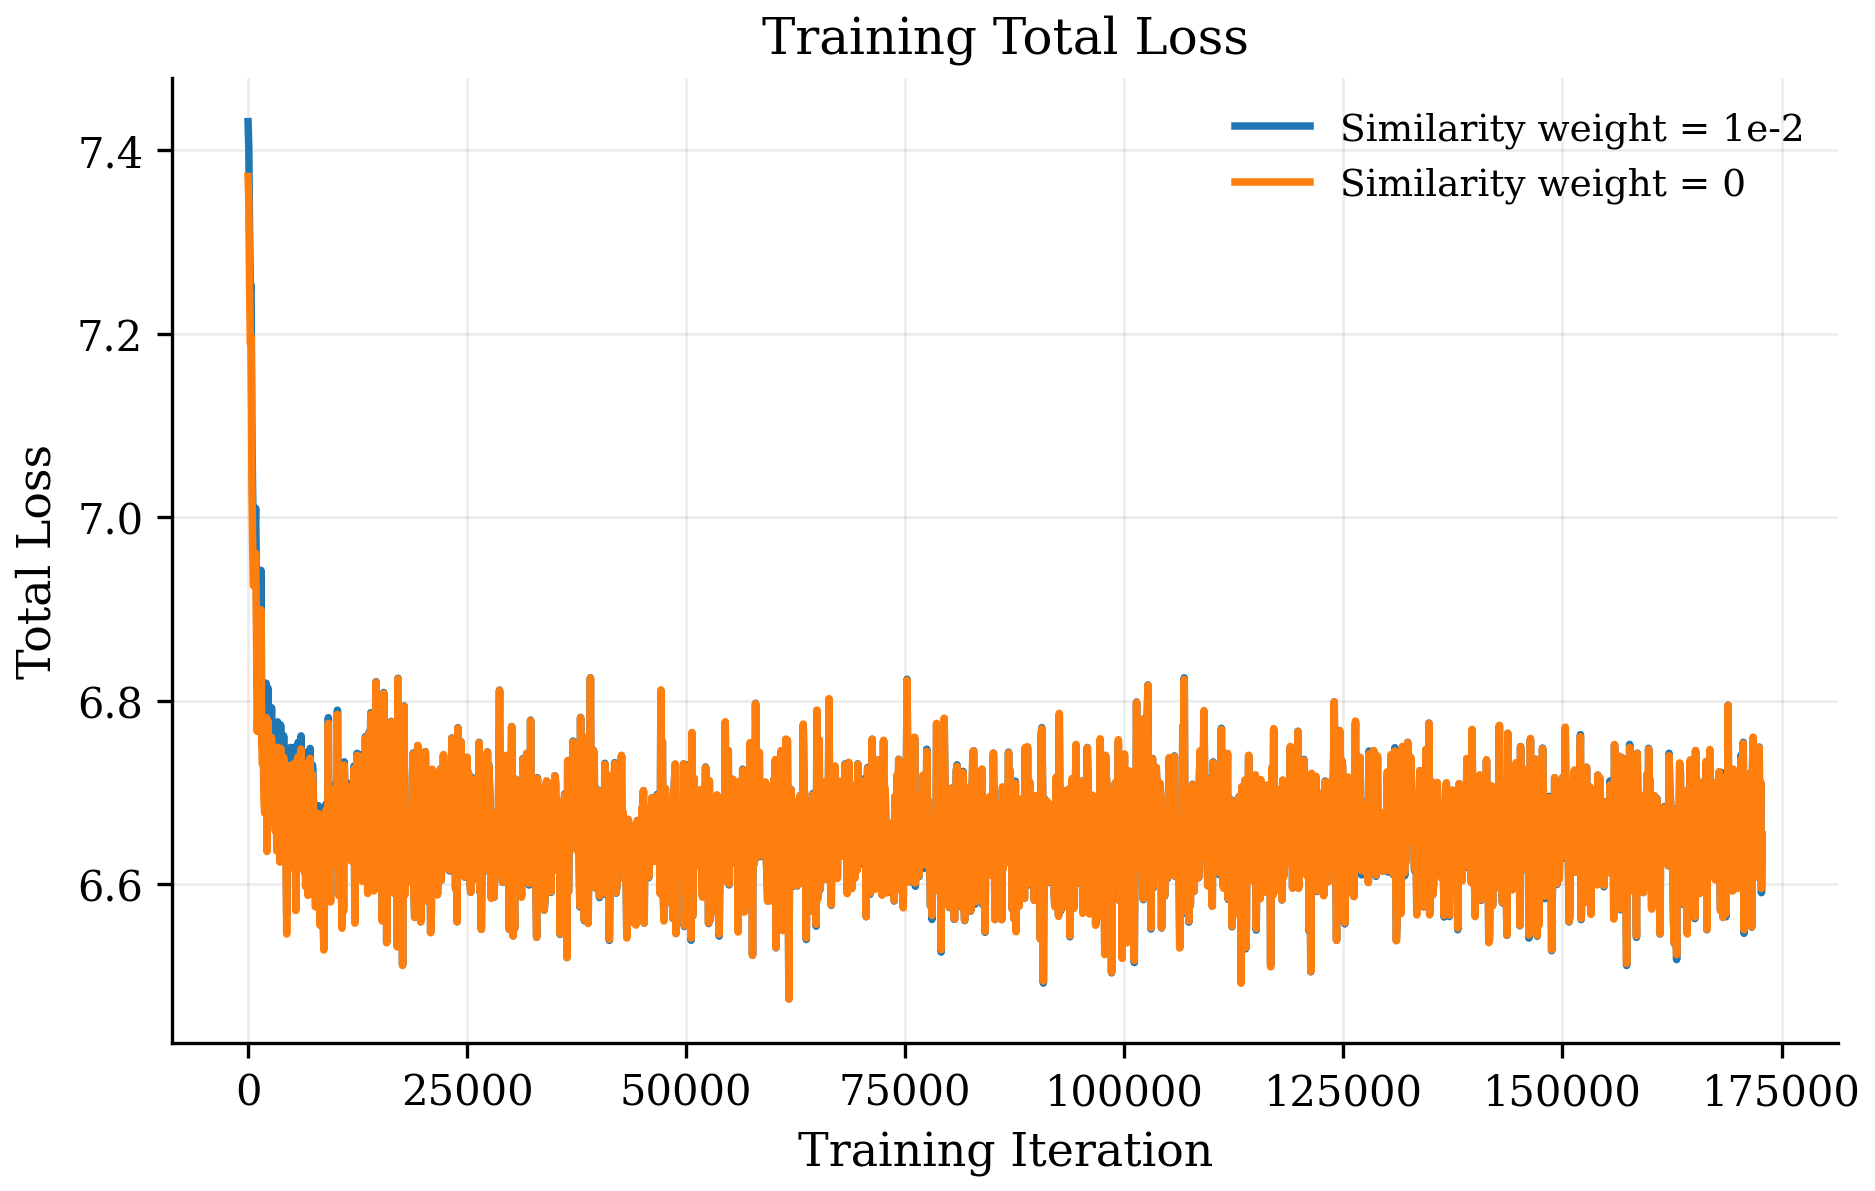 Training Total Loss
Similarity weight = 1e-2
Similarity weight = 0
Total Loss
7.4
7.2
7.0
6.8
6.6
0
25000
50000
75000
100000
125000
150000
175000
Training Iteration